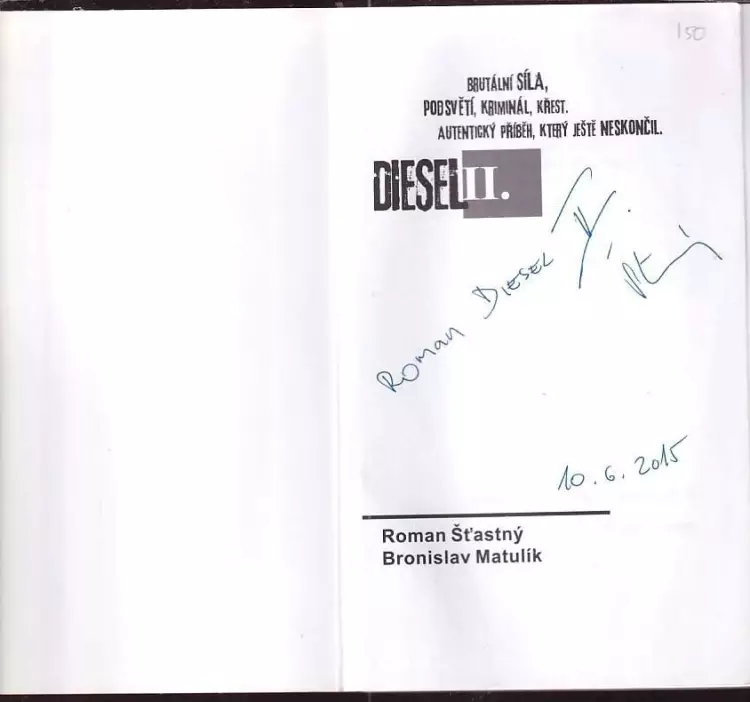 150
BRUTÁLNÍ SÍLA,
PODSVĚTÍ, KRIMINÁL, KŘEST.
AUTENTICKÝ PŘÍBĚH, KTERÝ JEŠTĚ NESKONČIL.
DIESEL II.
Roman DIESEL
10.6.2015
Roman Šťastný
Bronislav Matulík